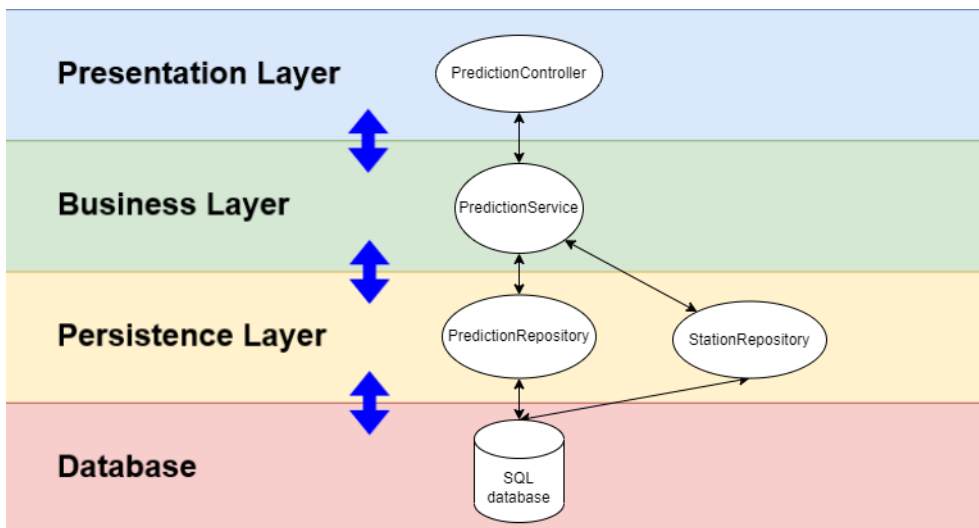 Presentation Layer
PredictionController
Business Layer
PredictionService
Persistence Layer
PredictionRepository
StationRepository
Database
SQL
database